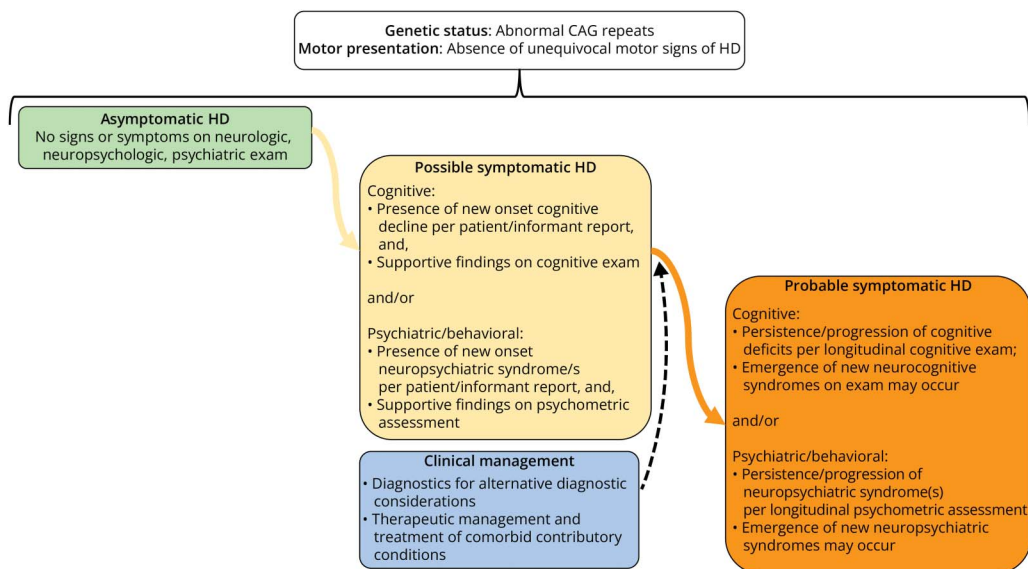 Genetic status: Abnormal CAG repeats
Motor presentation: Absence of unequivocal motor signs of HD
Asymptomatic HD
No signs or symptoms on neurologic,
neuropsychologic, psychiatric exam
Possible symptomatic HD
Cognitive:
• Presence of new onset cognitive
decline per patient/informant report,
and,
• Supportive findings on cognitive exam
and/or
Psychiatric/behavioral:
• Presence of new onset
neuropsychiatric syndrome/s
per patient/informant report, and,
• Supportive findings on psychometric
assessment
Clinical management
• Diagnostics for alternative diagnostic
considerations
• Therapeutic management and
treatment of comorbid contributory
conditions
Probable symptomatic HD
Cognitive:
• Persistence/progression of cognitive
deficits per longitudinal cognitive exam;
• Emergence of new neurocognitive
syndromes on exam may occur
and/or
Psychiatric/behavioral:
• Persistence/progression of
neuropsychiatric syndrome(s)
per longitudinal psychometric assessment
• Emergence of new neuropsychiatric
syndromes may occur